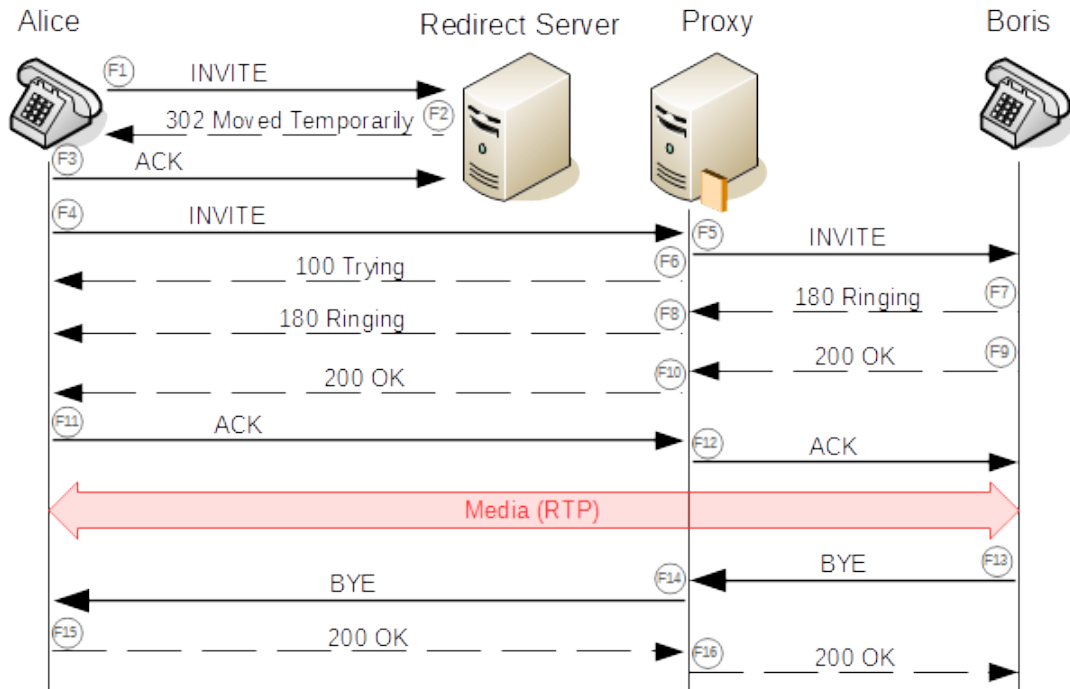 Alice
Redirect Server
Proxy
Boris
F1
INVITE
302 Moved Temporarily
F2
F3
ACK
F4
INVITE
F5
INVITE
100 Trying
F6
180 Ringing
F7
180 Ringing
F8
200 OK
F9
200 OK
F10
F11
ACK
F12
ACK
Media (RTP)
BYE
F13
BYE
F14
F15
200 OK
F16
200 OK